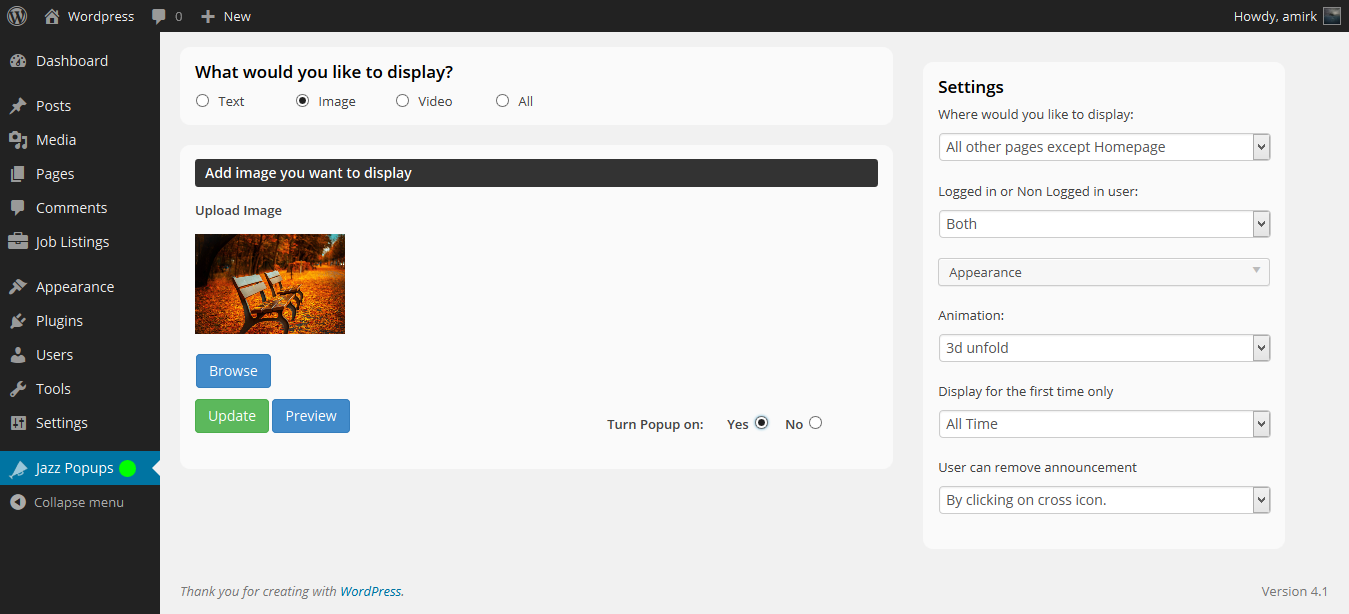 Wordpress 0 New Howdy, amirk
Dashboard
Posts
Media
Pages
Comments
Job Listings
Appearance
Plugins
Users
Tools
Settings
Jazz Popups
Collapse menu
What would you like to display?
Text Image Video All
Add image you want to display
Upload Image
Browse
Update Preview
Turn Popup on: Yes No
Settings
Where would you like to display:
All other pages except Homepage
Logged in or Non Logged in user:
Both
Appearance
Animation:
3d unfold
Display for the first time only
All Time
User can remove announcement
By clicking on cross icon.
Thank you for creating with WordPress. Version 4.1